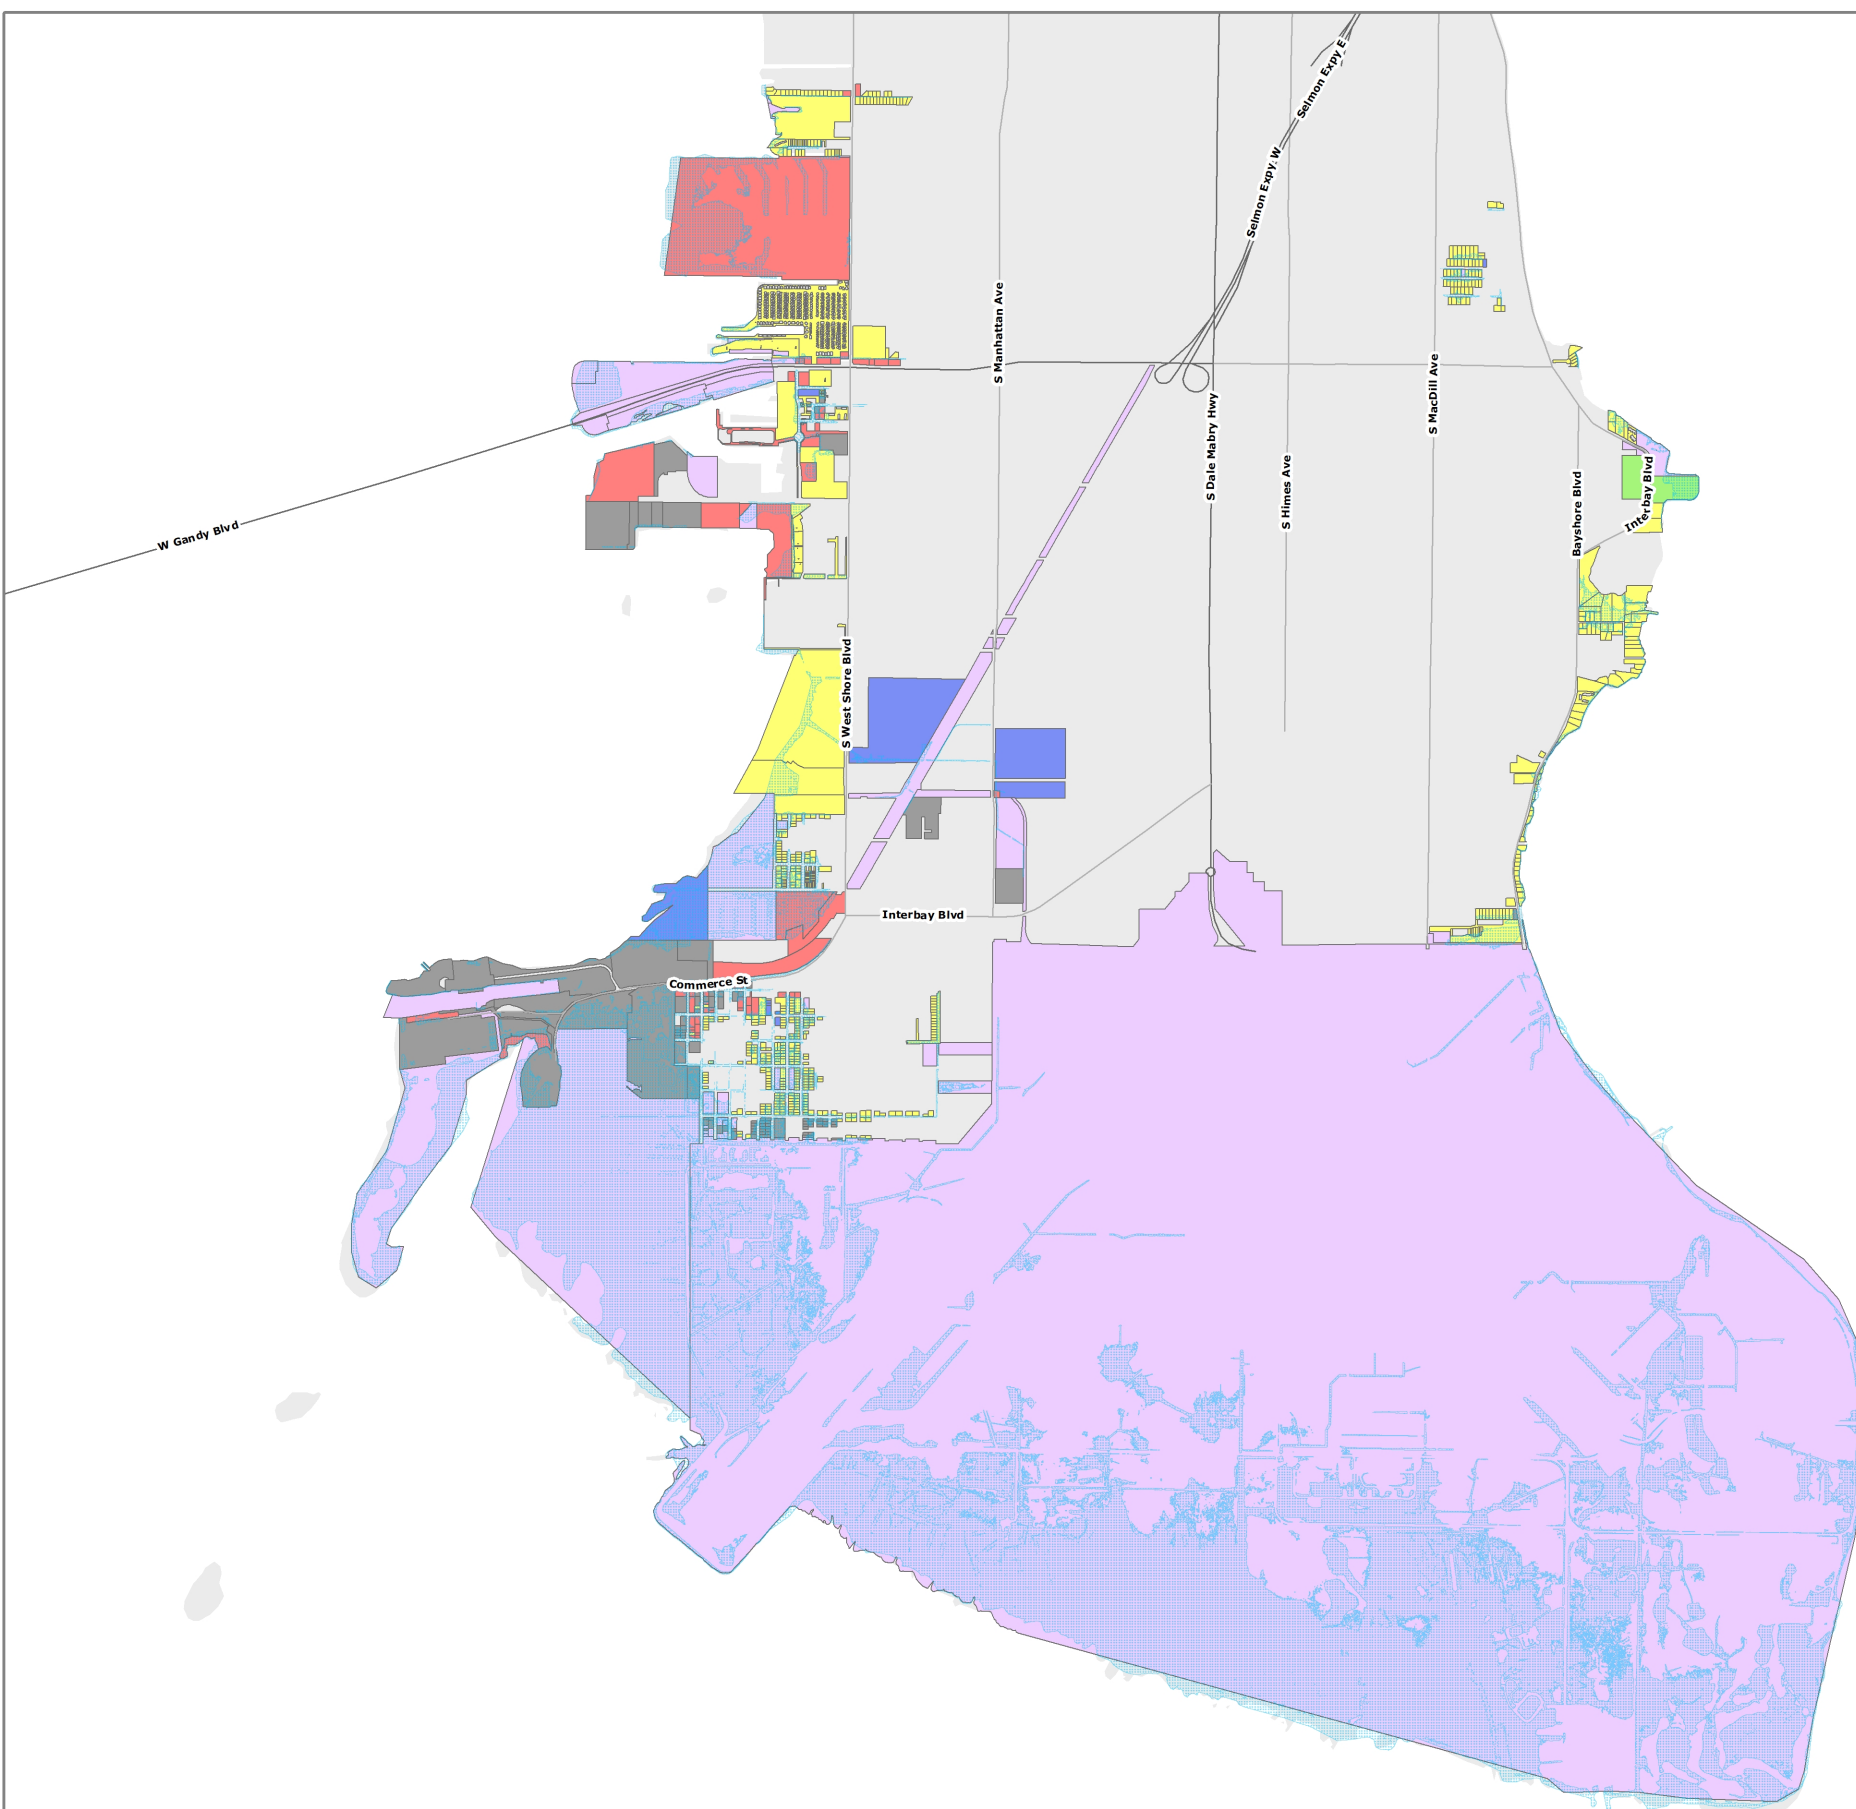 Selmon Expy E
Selmon Expy W
S Manhattan Ave
S MacDill Ave
S Dale Mabry Hwy
S Himes Ave
Bayshore Blvd
Interbay Blvd
W Gandy Blvd
S West Shore Blvd
Interbay Blvd
Commerce St